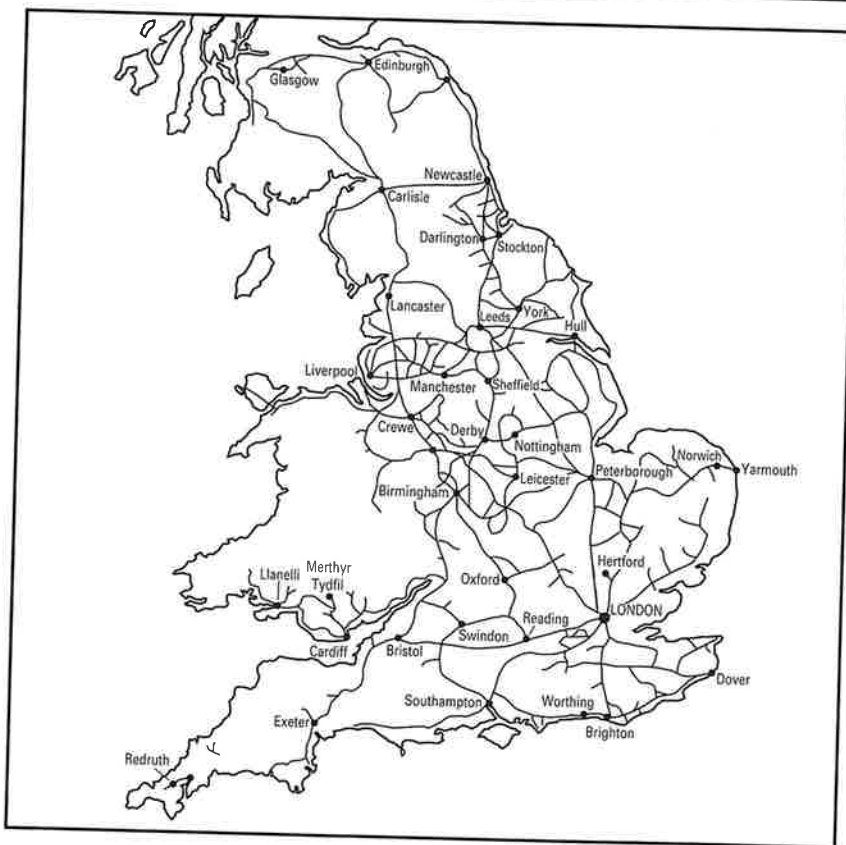 Edinburgh
Glasgow
Newcastle
Carlisle
Darlington
Stockton
Lancaster
Leeds
York
Hull
Liverpool
Manchester
Sheffield
Crewe
Derby
Nottingham
Norwich
Yarmouth
Peterborough
Leicester
Birmingham
Hertford
Merthyr
Tydfil
Llanelli
Oxford
LONDON
Reading
Swindon
Cardiff
Bristol
Dover
Southampton
Worthing
Brighton
Exeter
Redruth